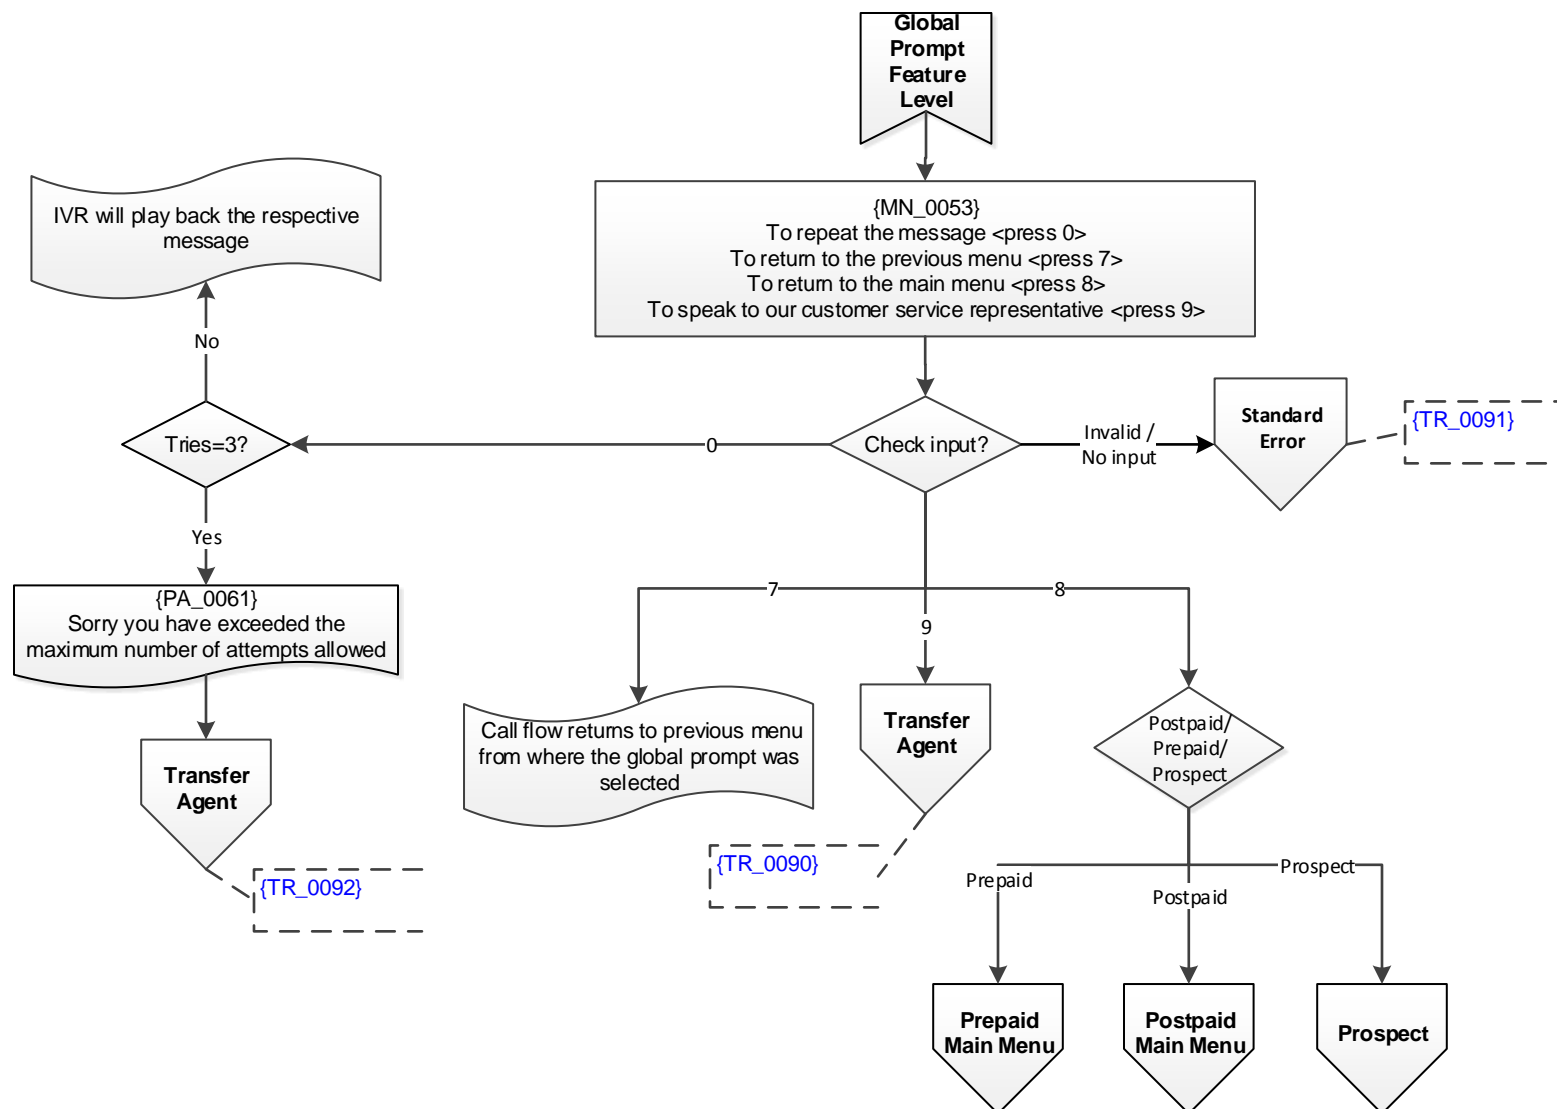 Global
Prompt
Feature
Level
{MN_0053}
To repeat the message <press 0>
To return to the previous menu <press 7>
To return to the main menu <press 8>
To speak to our customer service representative <press 9>
IVR will play back the respective
message
No
Tries=3?
0
Check input?
Invalid /
No input
Standard
Error
{TR_0091}
Yes
{PA_0061}
Sorry you have exceeded the
maximum number of attempts allowed
Transfer
Agent
{TR_0092}
7
9
8
Call flow returns to previous menu
from where the global prompt was
selected
Transfer
Agent
{TR_0090}
Postpaid/
Prepaid/
Prospect
Prepaid
Postpaid
Prospect
Prepaid
Main Menu
Postpaid
Main Menu
Prospect